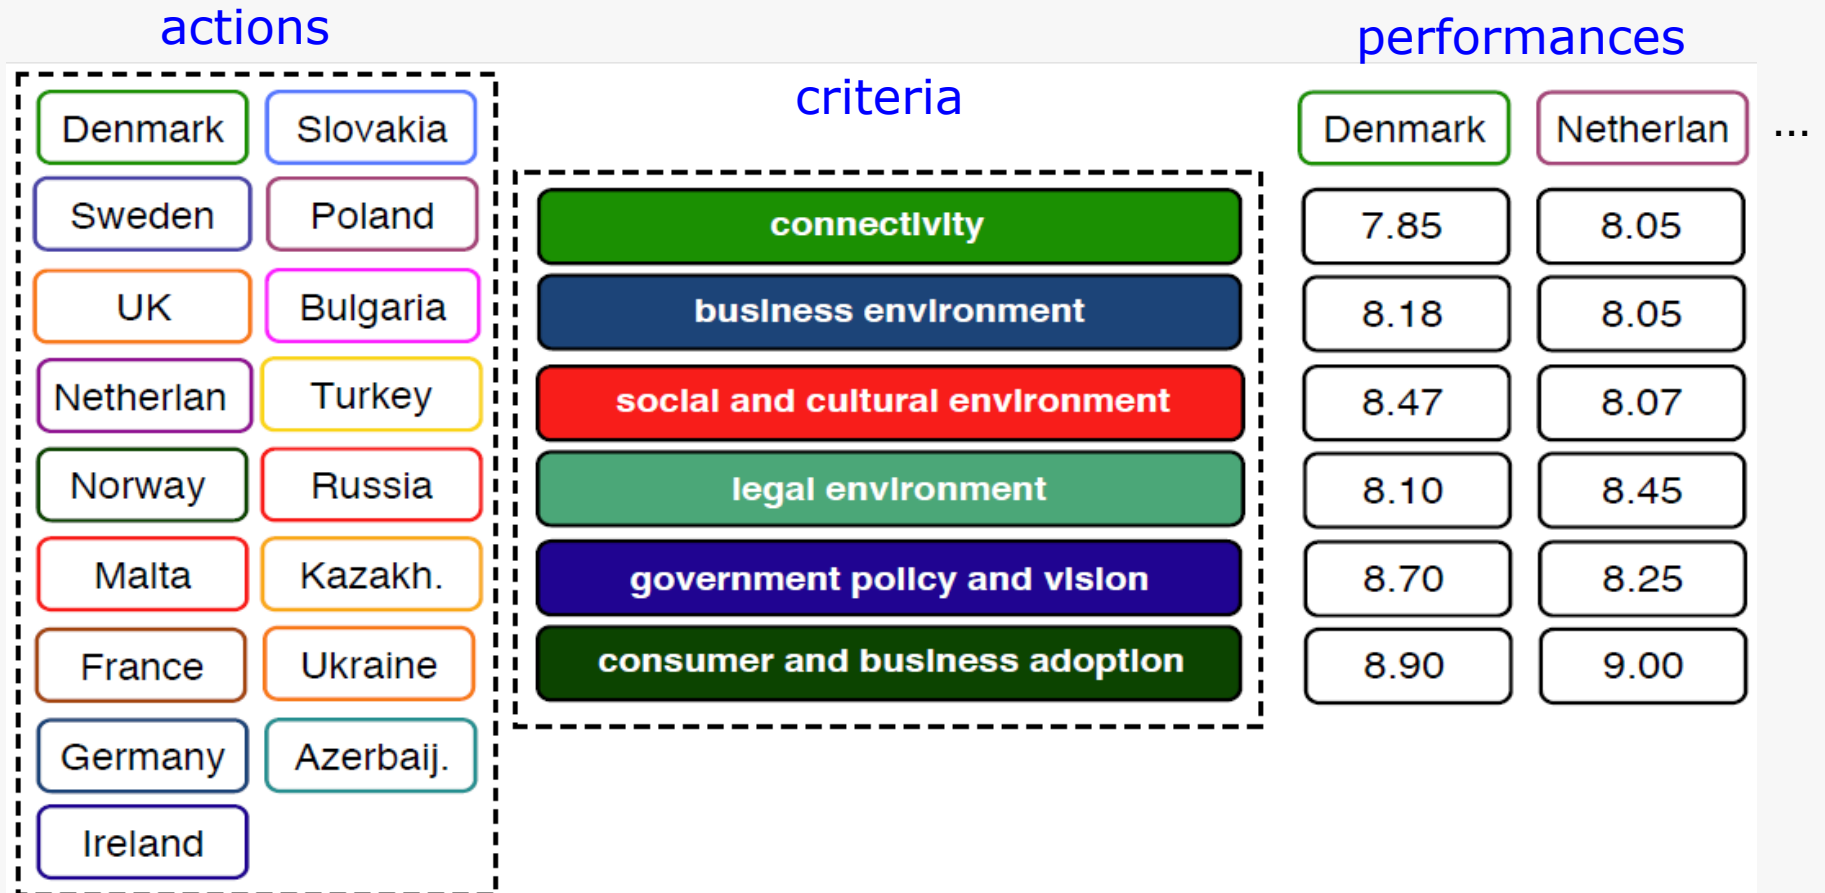 actions
performances
criteria
Denmark Slovakia
Denmark Netherlan ...
Sweden Poland
connectivity 7.85 8.05
UK Bulgaria
business environment 8.18 8.05
Netherlan Turkey
social and cultural environment 8.47 8.07
Norway Russia
legal environment 8.10 8.45
Malta Kazakh.
government policy and vision 8.70 8.25
France Ukraine
consumer and business adoption 8.90 9.00
Germany Azerbaij.
Ireland